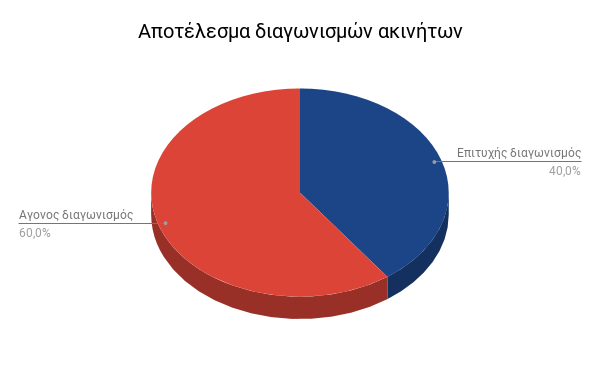 Αποτέλεσμα διαγωνισμών ακινήτων
Επιτυχής διαγωνισμός
40,0%
Αγονος διαγωνισμός
60,0%